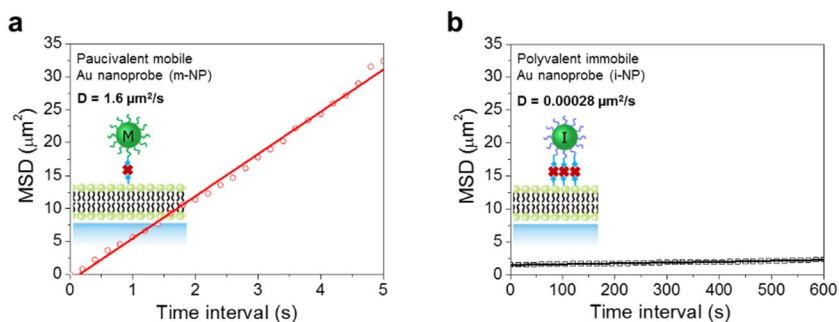 a
Paucivalent mobile
Au nanoprobe (m-NP)
D = 1.6 μm²/s
M
MSD (μm²)
35
30
25
20
15
10
5
0
0
1
2
3
4
5
Time interval (s)
b
Polyvalent immobile
Au nanoprobe (i-NP)
D = 0.00028 μm²/s
I
MSD (μm²)
35
30
25
20
15
10
5
0
0
100
200
300
400
500
600
Time interval (s)